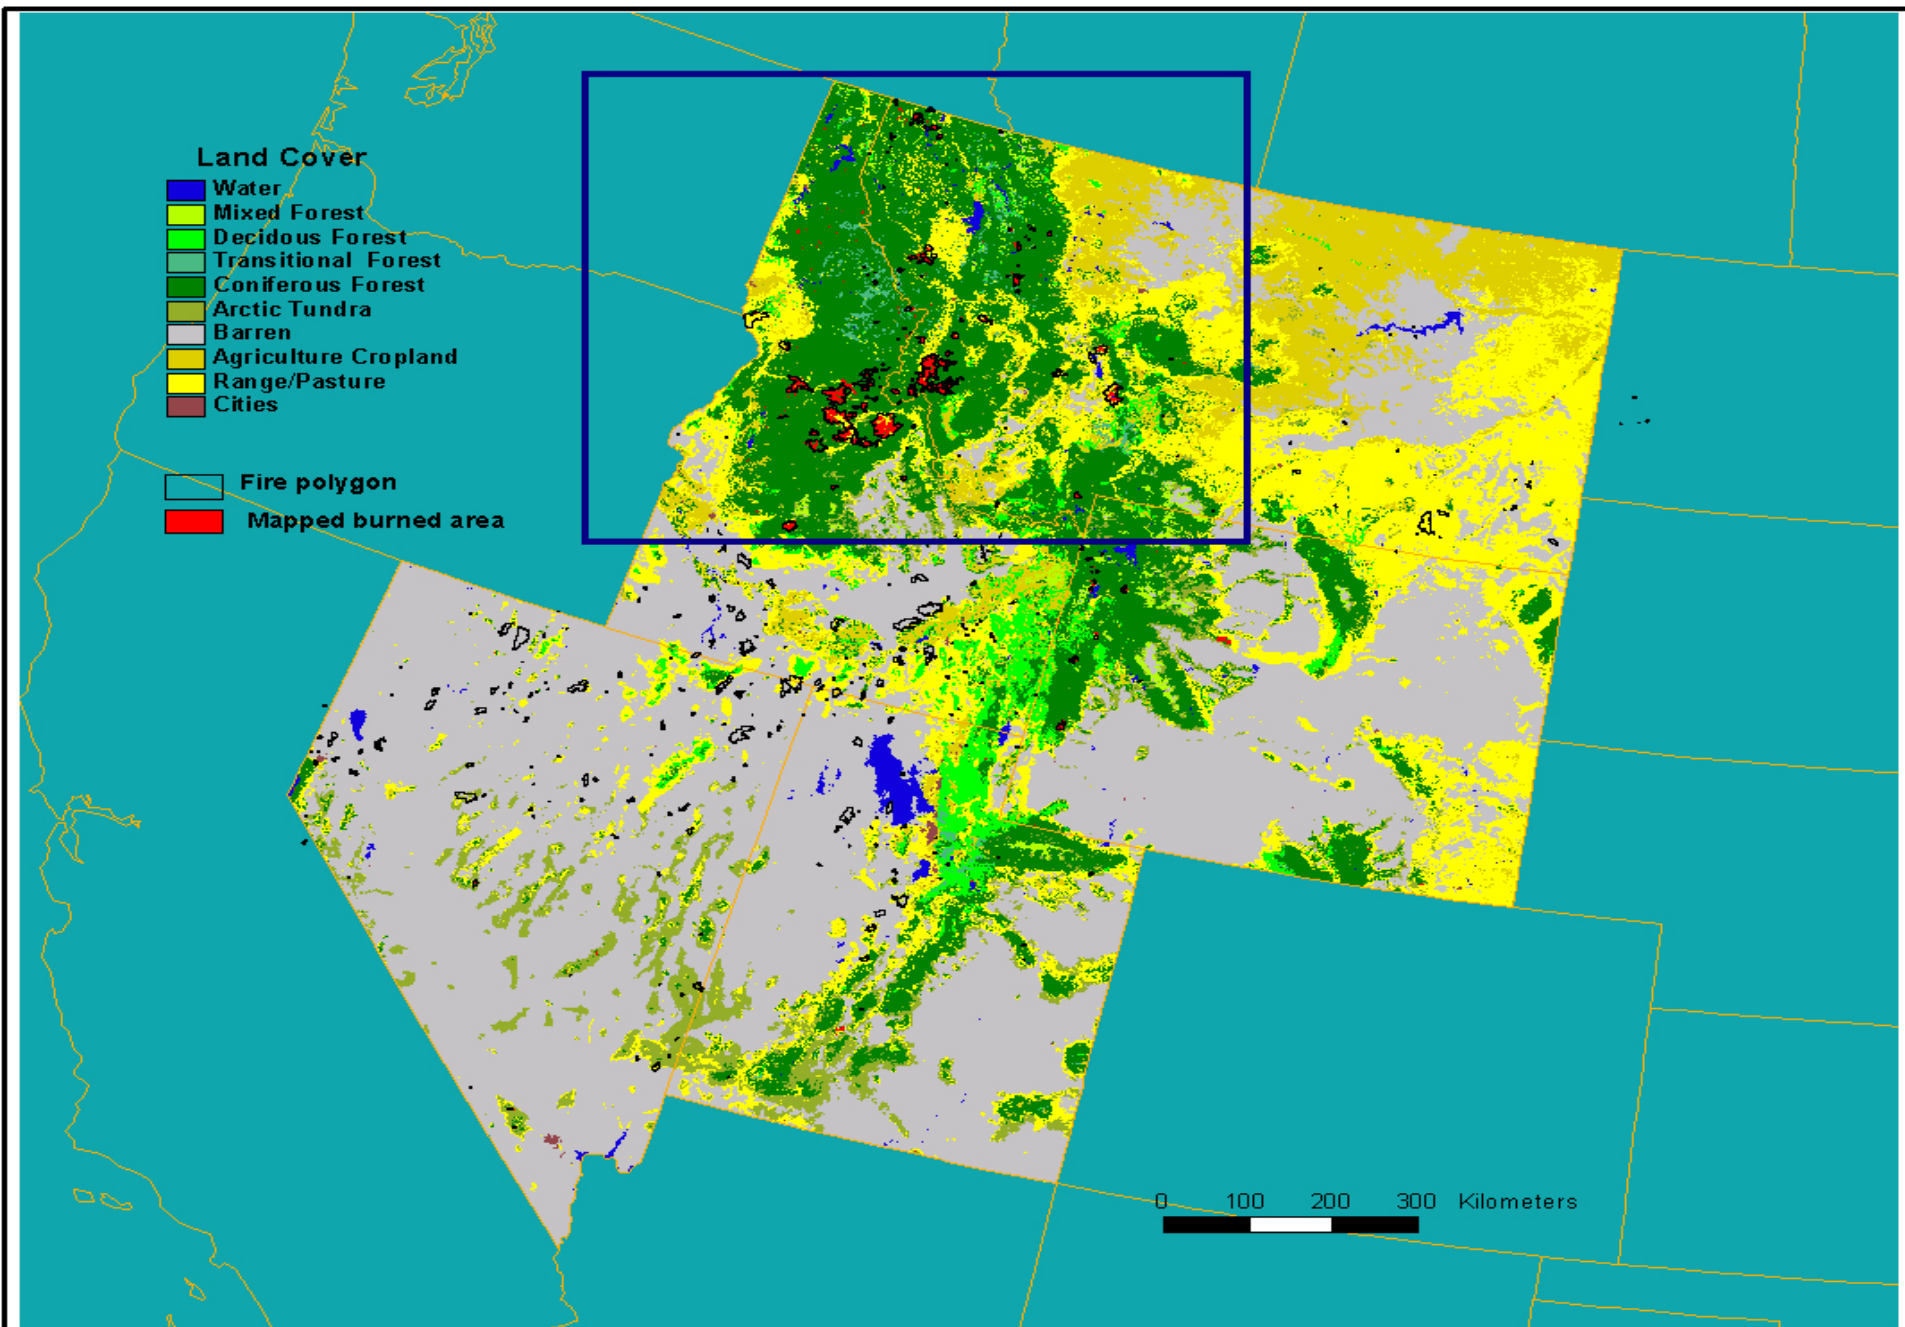 Land Cover
Water
Mixed Forest
Decidous Forest
Transitional Forest
Coniferous Forest
Arctic Tundra
Barren
Agriculture Cropland
Range/Pasture
Cities
Fire polygon
Mapped burned area
0 100 200 300 Kilometers